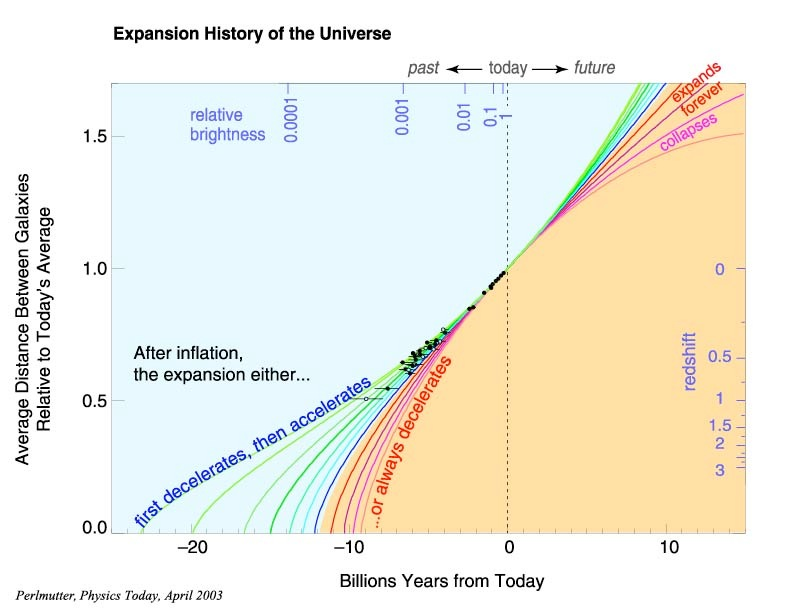 Expansion History of the Universe
past ← today → future
relative
brightness
0.0001
0.001
0.01
0.1
1
expands
forever
collapses
1.5
1.0
0.5
0.0
Average Distance Between Galaxies
Relative to Today's Average
After inflation,
the expansion either...
first decelerates, then accelerates
...or always decelerates
redshift
0
0.5
1
1.5
2
3
–20
–10
0
10
Billions Years from Today
Perlmutter, Physics Today, April 2003